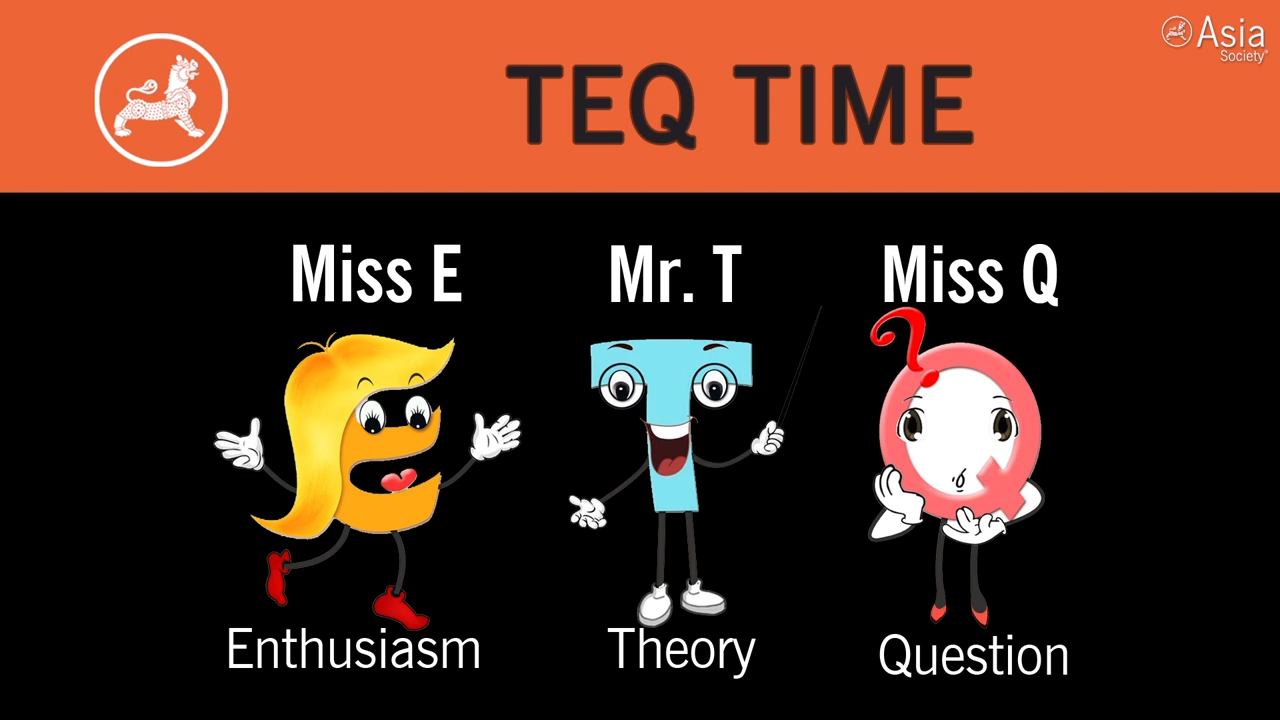 Asia
Society®
TEQ TIME
Miss E
Mr. T
Miss Q
?
Enthusiasm
Theory
Question